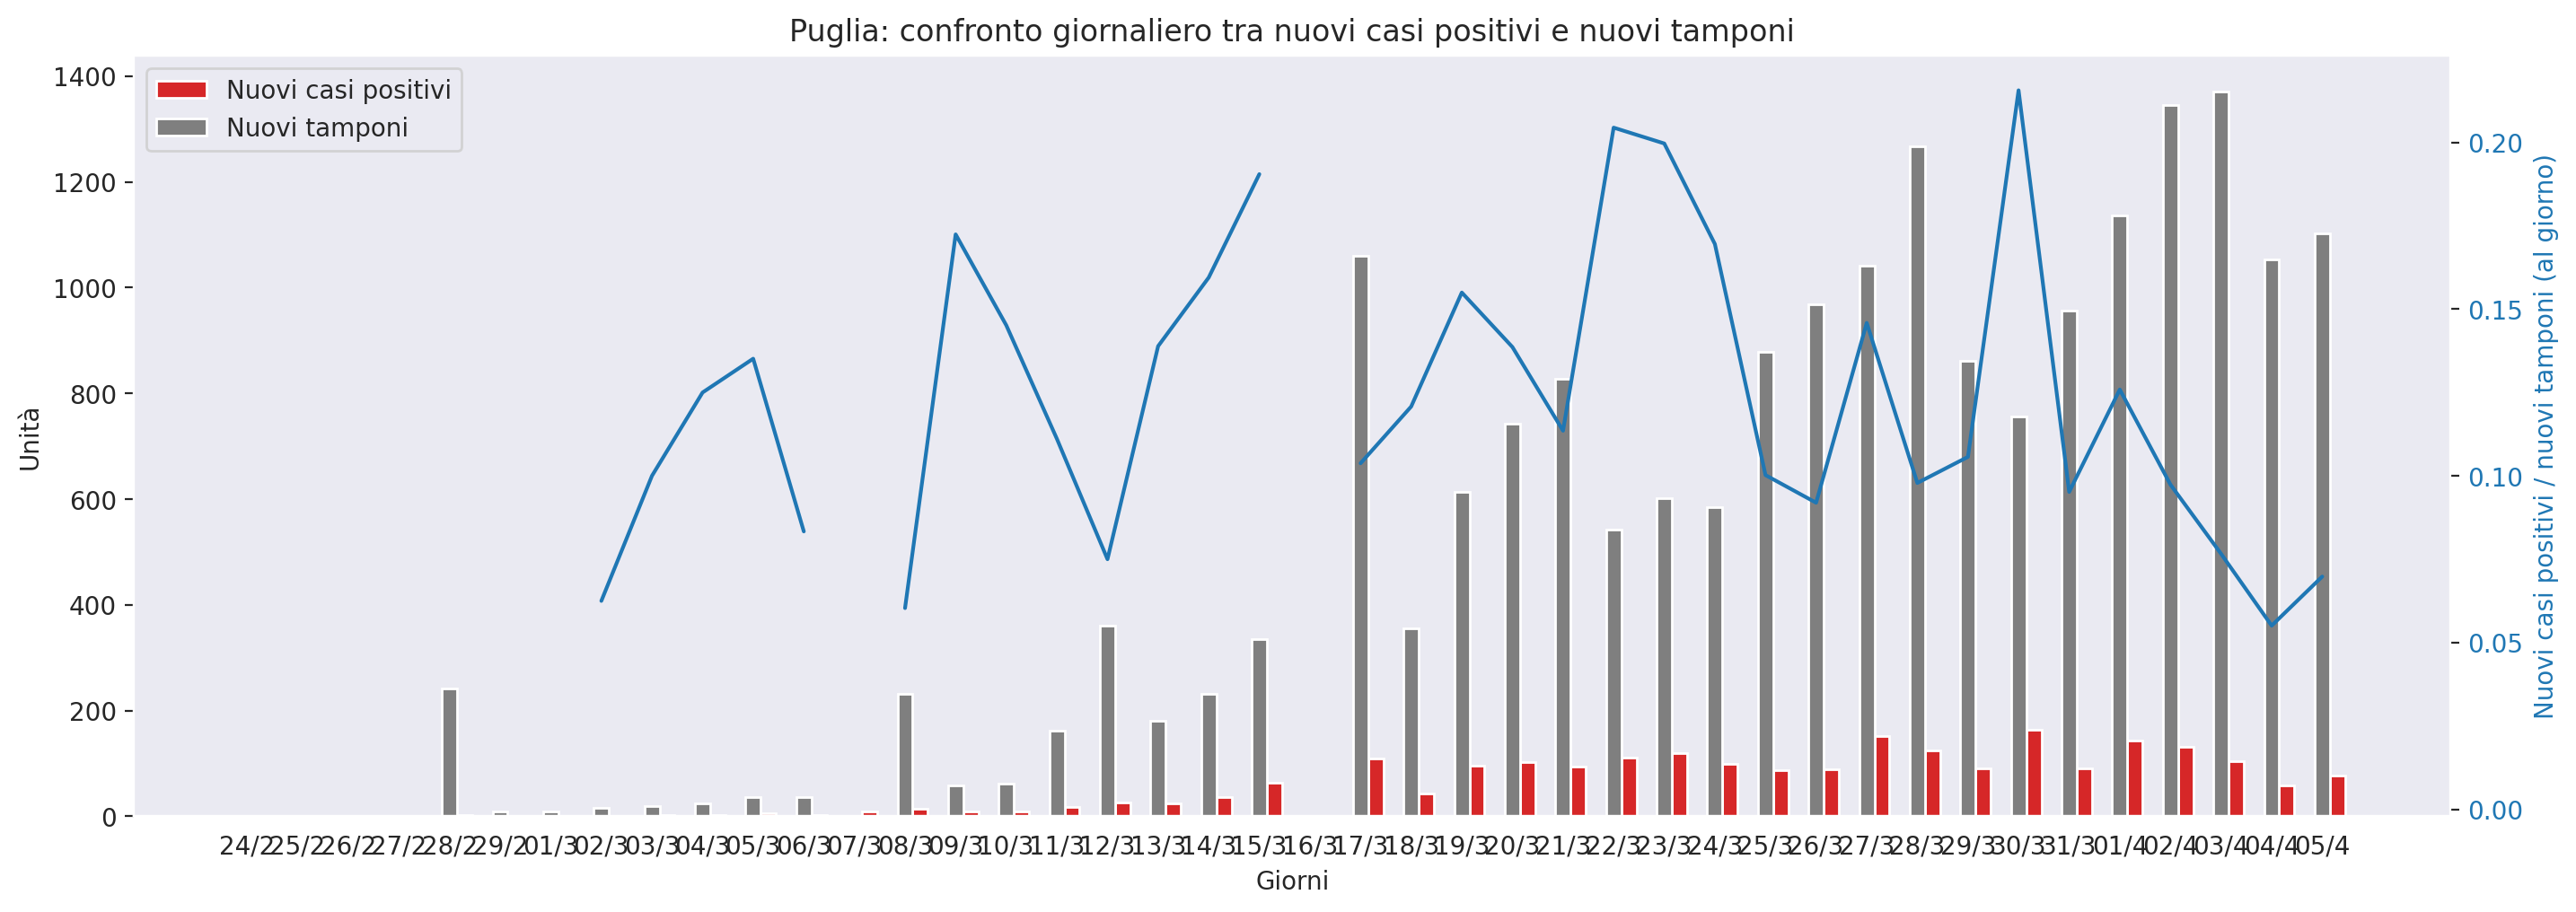 Puglia: confronto giornaliero tra nuovi casi positivi e nuovi tamponi
Nuovi casi positivi
Nuovi tamponi
1400
1200
1000
800
600
400
200
0
Unità
0.20
0.15
0.10
0.05
0.00
Nuovi casi positivi / nuovi tamponi (al giorno)
24/2 25/2 26/2 27/2 28/2 29/2 01/3 02/3 03/3 04/3 05/3 06/3 07/3 08/3 09/3 10/3 11/3 12/3 13/3 14/3 15/3 16/3 17/3 18/3 19/3 20/3 21/3 22/3 23/3 24/3 25/3 26/3 27/3 28/3 29/3 30/3 31/3 01/4 02/4 03/4 04/4 05/4
Giorni